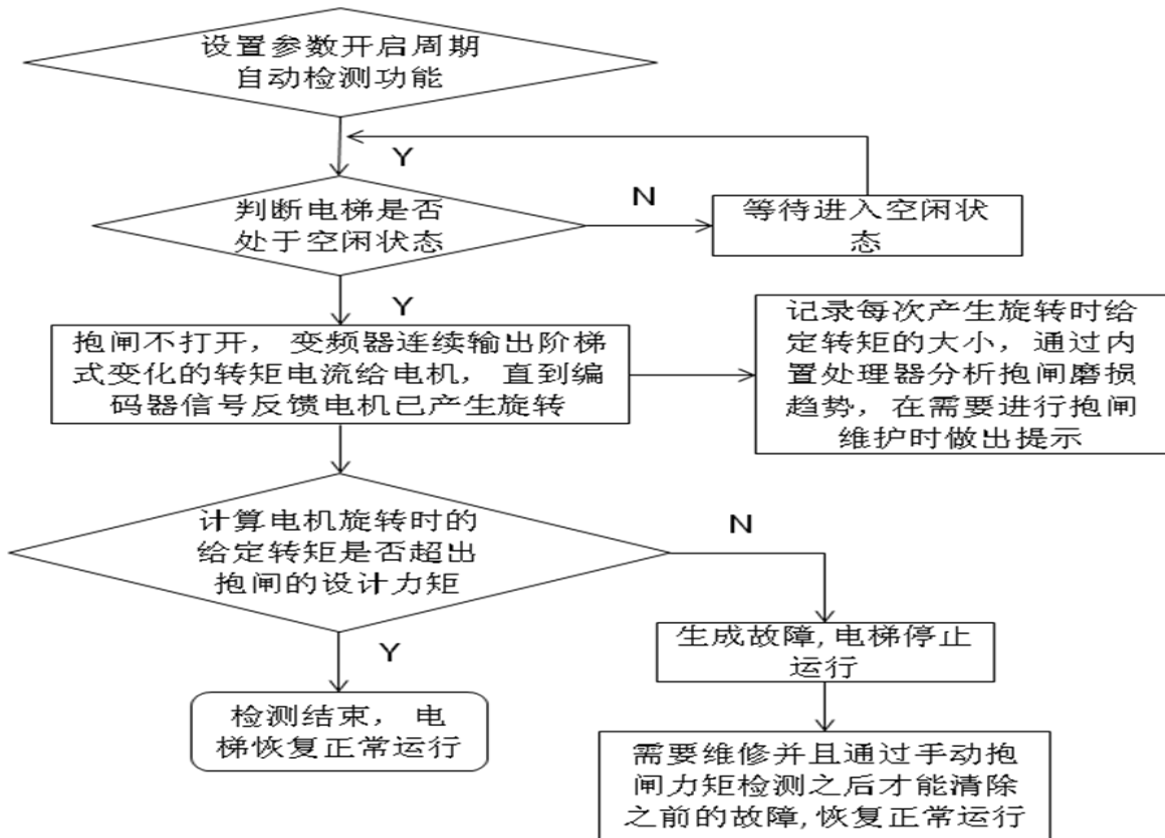 设置参数开启周期
自动检测功能
Y
判断电梯是否
处于空闲状态
N
等待进入空闲状
态
Y
抱闸不打开，变频器连续输出阶梯
式变化的转矩电流给电机，直到编
码器信号反馈电机已产生旋转
记录每次产生旋转时给
定转矩的大小，通过内
置处理器分析抱闸磨损
趋势，在需要进行抱闸
维护时做出提示
计算电机旋转时的
给定转矩是否超出
抱闸的设计力矩
N
生成故障,电梯停止
运行
Y
检测结束，电
梯恢复正常运行
需要维修并且通过手动抱
闸力矩检测之后才能清除
之前的故障,恢复正常运行